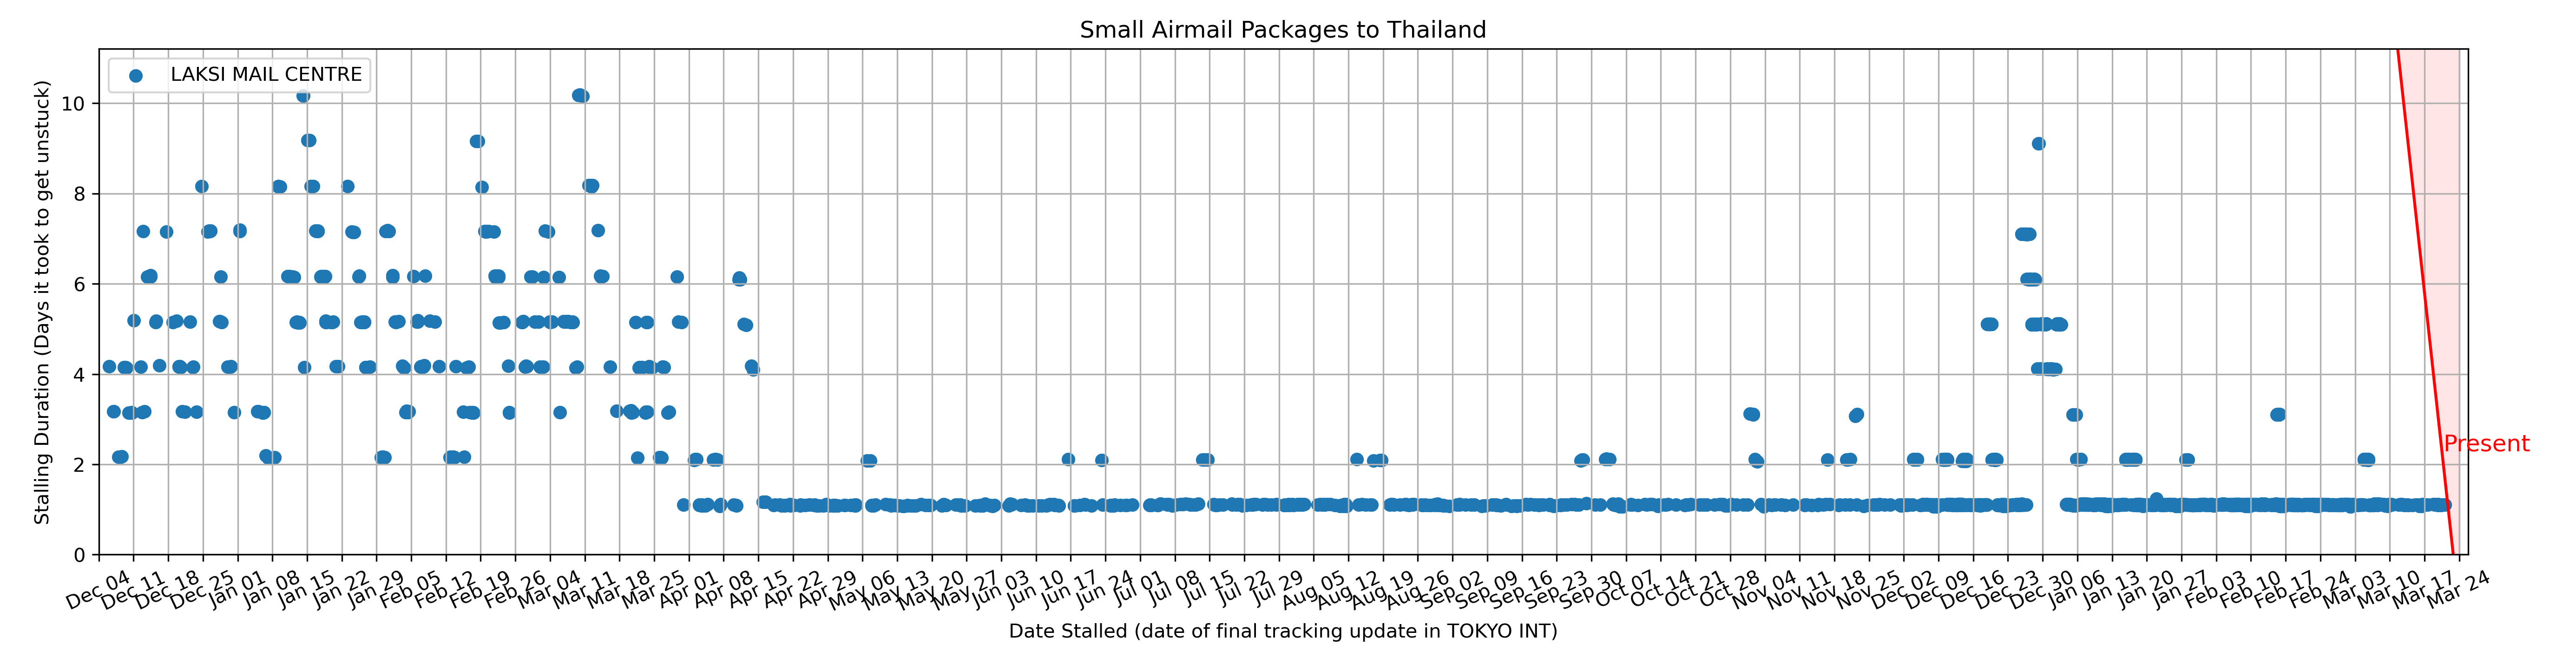 Small Airmail Packages to Thailand
LAKSI MAIL CENTRE
Stalling Duration (Days it took to get unstuck)
10
8
6
4
2
0
Present
Dec 04 Dec 11 Dec 18 Dec 25 Jan 01 Jan 08 Jan 15 Jan 22 Jan 29 Feb 05 Feb 12 Feb 19 Feb 26 Mar 04 Mar 11 Mar 18 Mar 25 Apr 01 Apr 08 Apr 15 Apr 22 Apr 29 May 06 May 13 May 20 May 27 Jun 03 Jun 10 Jun 17 Jun 24 Jul 01 Jul 08 Jul 15 Jul 22 Jul 29 Aug 05 Aug 12 Aug 19 Aug 26 Sep 02 Sep 09 Sep 16 Sep 23 Sep 30 Oct 07 Oct 14 Oct 21 Oct 28 Nov 04 Nov 11 Nov 18 Nov 25 Dec 02 Dec 09 Dec 16 Dec 23 Dec 30 Jan 06 Jan 13 Jan 20 Jan 27 Feb 03 Feb 10 Feb 17 Feb 24 Mar 03 Mar 10 Mar 17 Mar 24
Date Stalled (date of final tracking update in TOKYO INT)